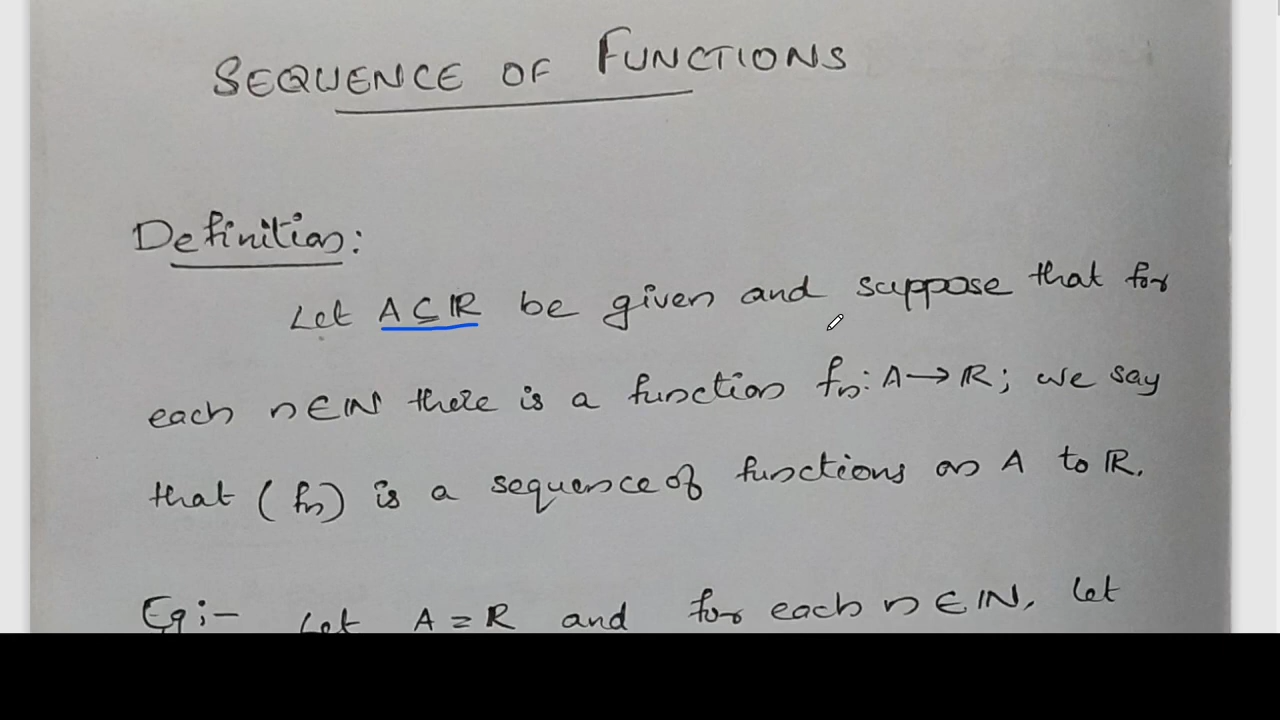 SEQUENCE OF FUNCTIONS
Definition:
Let A ⊆ ℝ be given and suppose that for
each n ∈ ℕ there is a function fₙ: A → ℝ; we say
that (fₙ) is a sequence of functions on A to ℝ.
Eg:- Let A = ℝ and for each n ∈ ℕ, let